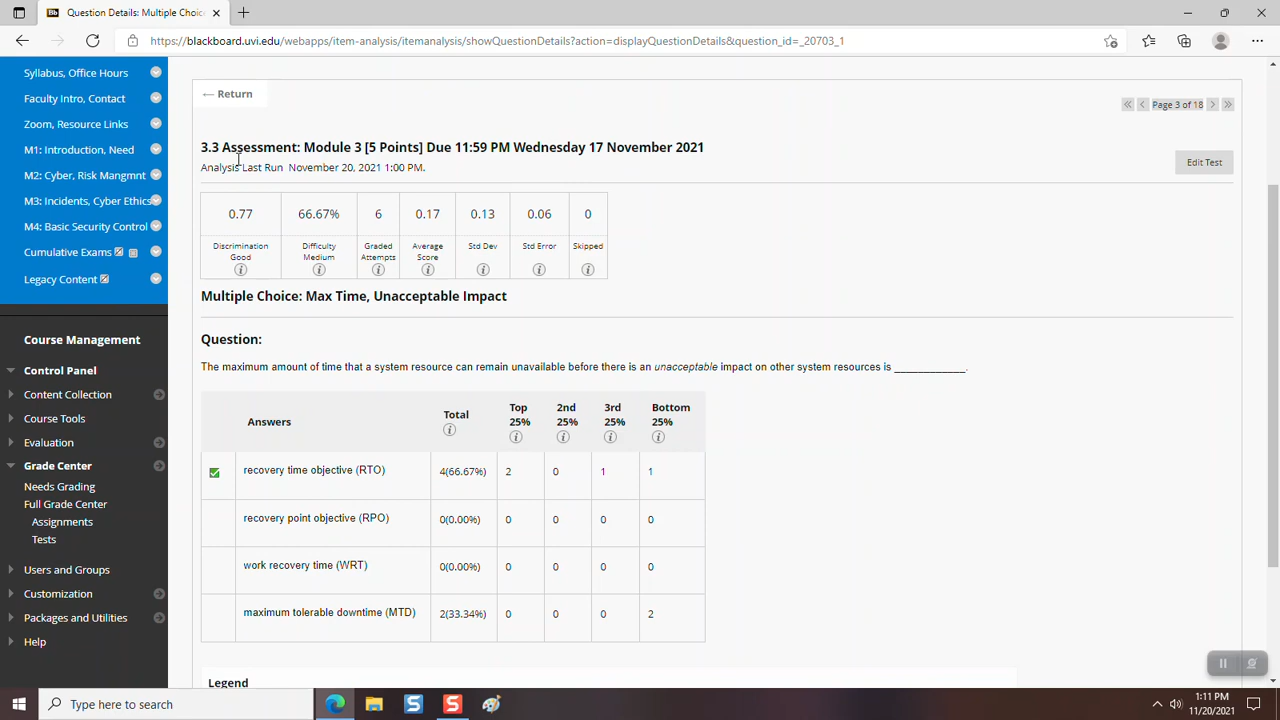 Question Details: Multiple Choic
https://blackboard.uvi.edu/webapps/item-analysis/itemanalysis/showQuestionDetails?action=displayQuestionDetails&question_id=_20703_1
Syllabus, Office Hours
Faculty Intro, Contact
Zoom, Resource Links
M1: Introduction, Need
M2: Cyber, Risk Mangmnt
M3: Incidents, Cyber Ethics
M4: Basic Security Control
Cumulative Exams
Legacy Content
Course Management
Control Panel
Content Collection
Course Tools
Evaluation
Grade Center
Needs Grading
Full Grade Center
Assignments
Tests
Users and Groups
Customization
Packages and Utilities
Help
← Return
Page 3 of 18
3.3 Assessment: Module 3 [5 Points] Due 11:59 PM Wednesday 17 November 2021
Analysis Last Run November 20, 2021 1:00 PM.
Edit Test
0.77 66.67% 6 0.17 0.13 0.06 0
Discrimination Difficulty Graded Average Std Dev Std Error Skipped
Good Medium Attempts Score
Multiple Choice: Max Time, Unacceptable Impact
Question:
The maximum amount of time that a system resource can remain unavailable before there is an unacceptable impact on other system resources is ____________.
Answers Total Top 25% 2nd 25% 3rd 25% Bottom 25%
recovery time objective (RTO) 4(66.67%) 2 0 1 1
recovery point objective (RPO) 0(0.00%) 0 0 0 0
work recovery time (WRT) 0(0.00%) 0 0 0 0
maximum tolerable downtime (MTD) 2(33.34%) 0 0 0 2
Legend
Type here to search
1:11 PM
11/20/2021